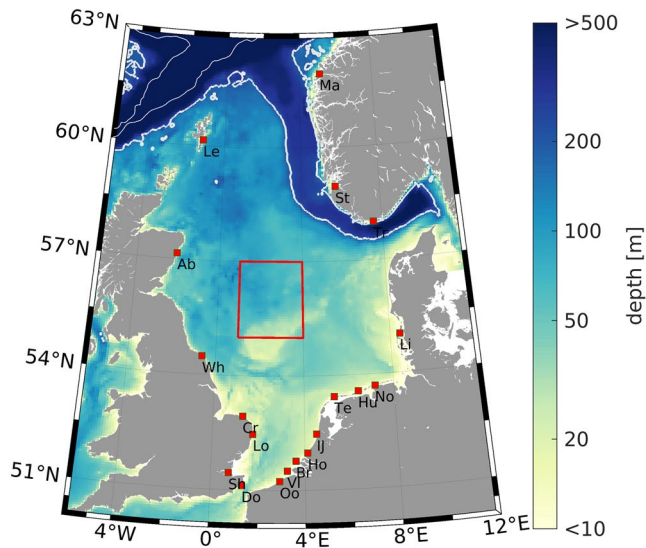 63°N
60°N
57°N
54°N
51°N
4°W
0°
4°E
8°E
12°E
Ma
Le
St
Tr
Ab
Li
Wh
Te
Hu
No
Cr
Lo
IJ
Ho
Br
Vl
Oo
Sh
Do
>500
200
100
50
20
<10
depth [m]